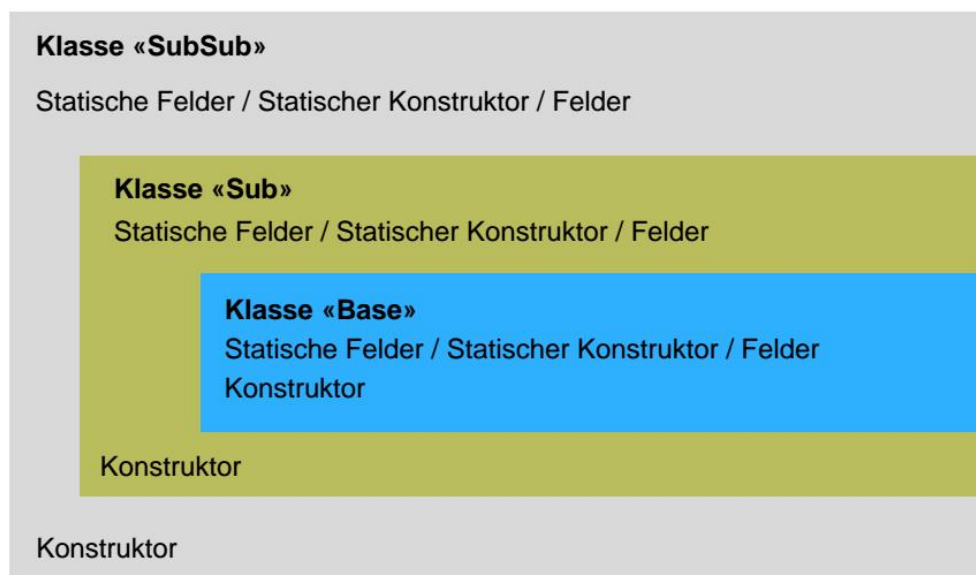 Klasse «SubSub»
Statische Felder / Statischer Konstruktor / Felder
Klasse «Sub»
Statische Felder / Statischer Konstruktor / Felder
Klasse «Base»
Statische Felder / Statischer Konstruktor / Felder
Konstruktor
Konstruktor
Konstruktor